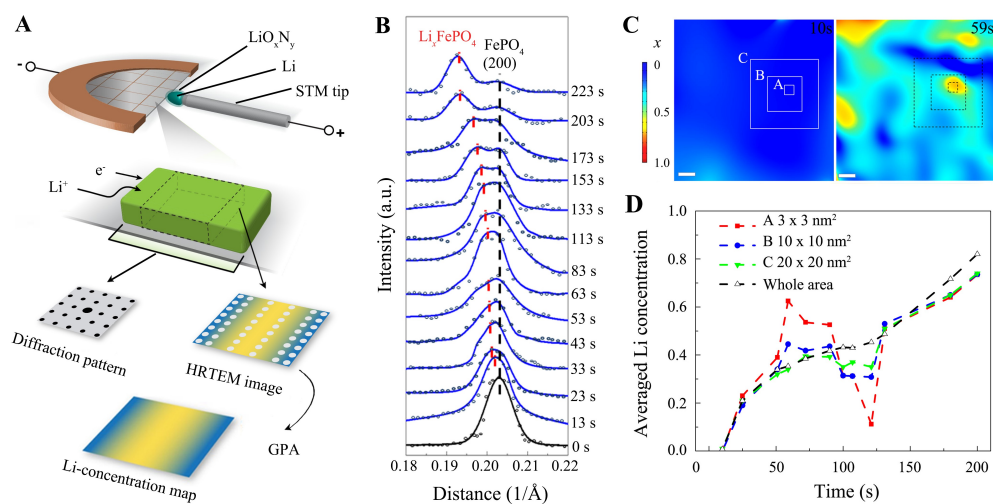 A
LiOxNy
Li
STM tip
-
+
e-
Li+
Diffraction pattern
HRTEM image
GPA
Li-concentration map
B
LixFePO4
FePO4
(200)
223 s
203 s
173 s
153 s
133 s
113 s
83 s
63 s
53 s
43 s
33 s
23 s
13 s
0 s
Intensity (a.u.)
0.18 0.19 0.20 0.21 0.22
Distance (1/Å)
C
x
0
0.5
1.0
10s
C
B
A
59s
D
A 3 x 3 nm2
B 10 x 10 nm2
C 20 x 20 nm2
Whole area
1.0
0.8
0.6
0.4
0.2
0.0
Averaged Li concentration
0 50 100 150 200
Time (s)